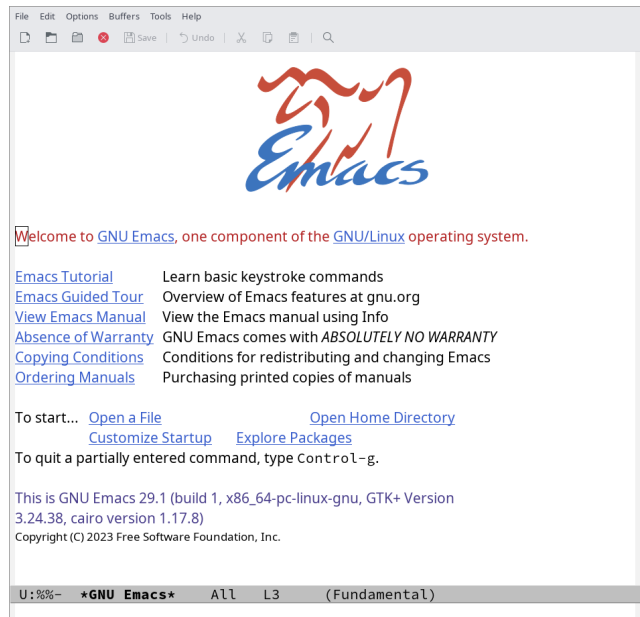 File Edit Options Buffers Tools Help
Save Undo
Emacs
Welcome to GNU Emacs, one component of the GNU/Linux operating system.
Emacs Tutorial Learn basic keystroke commands
Emacs Guided Tour Overview of Emacs features at gnu.org
View Emacs Manual View the Emacs manual using Info
Absence of Warranty GNU Emacs comes with ABSOLUTELY NO WARRANTY
Copying Conditions Conditions for redistributing and changing Emacs
Ordering Manuals Purchasing printed copies of manuals
To start... Open a File Open Home Directory
Customize Startup Explore Packages
To quit a partially entered command, type Control-g.
This is GNU Emacs 29.1 (build 1, x86_64-pc-linux-gnu, GTK+ Version
3.24.38, cairo version 1.17.8)
Copyright (C) 2023 Free Software Foundation, Inc.
U:%%- *GNU Emacs* All L3 (Fundamental)